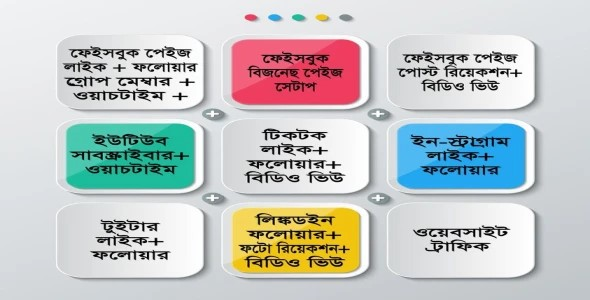 ফেইসবুক পেইজ
লাইক + ফলোয়ার
গ্রোপ মেম্বার +
ওয়াচটাইম +
ফেইসবুক
বিজনেছ পেইজ
সেটাপ
ফেইসবুক পেইজ
পোস্ট রিয়েকশন+
বিডিও ভিউ
ইউটিউব
সাবস্ক্রাইবার+
ওয়াচটাইম
টিকটক
লাইক+
ফলোয়ার+
বিডিও ভিউ
ইন-স্ট্রাগ্রাম
লাইক+
ফলোয়ার
টুইটার
লাইক+
ফলোয়ার
লিঙ্কডইন
ফলোয়ার+
ফটো রিয়েকশন+
বিডিও ভিউ
ওয়েবসাইট
ট্রাফিক